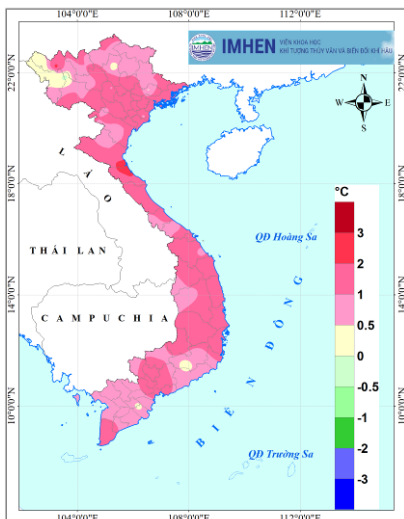 104°0'0"E
108°0'0"E
112°0'0"E
IMHEN
IMHEN
VIỆN KHOA HỌC
KHÍ TƯỢNG THỦY VĂN VÀ BIẾN ĐỔI KHÍ HẬU
22°0'0"N
22°0'0"N
N
W
E
S
LÀO
18°0'0"N
18°0'0"N
°C
3
2
1
0.5
0
-0.5
-1
-2
-3
QĐ Hoàng Sa
THÁI LAN
14°0'0"N
14°0'0"N
CAMPUCHIA
BIỂN ĐÔNG
10°0'0"N
10°0'0"N
QĐ Trường Sa
104°0'0"E
108°0'0"E
112°0'0"E